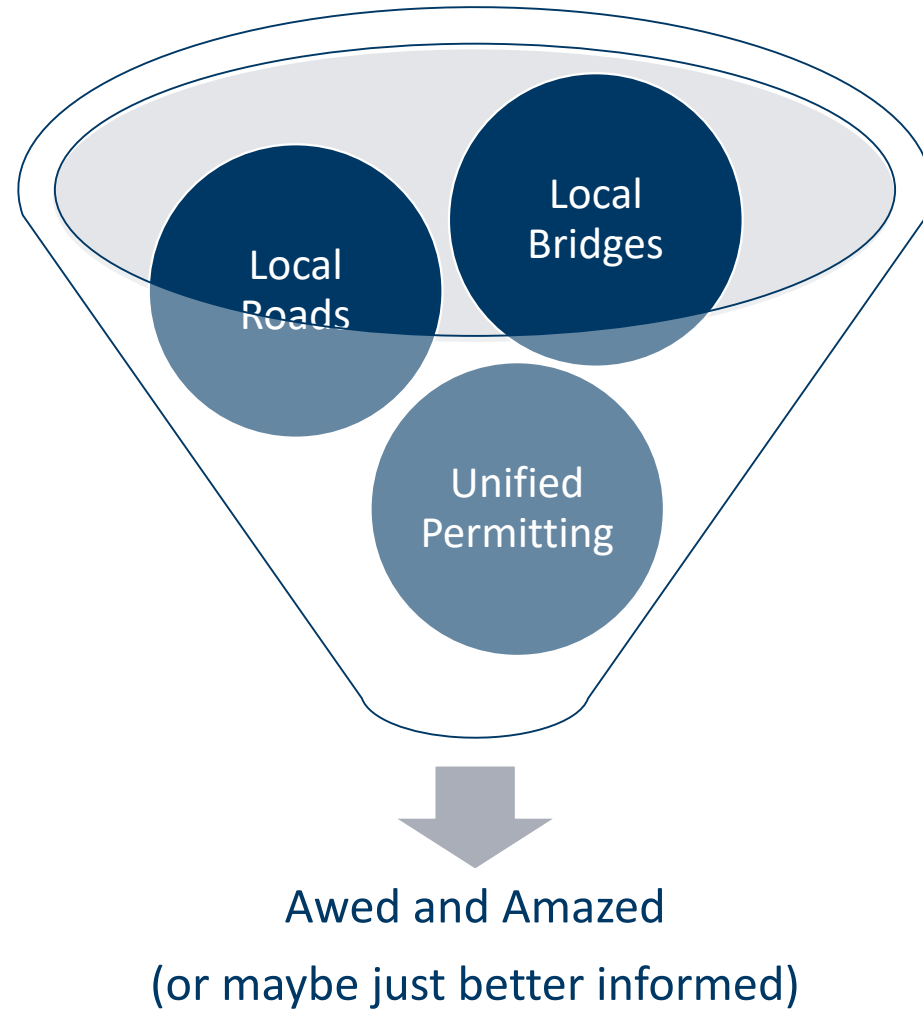 Local
Bridges
Local
Roads
Unified
Permitting
Awed and Amazed
(or maybe just better informed)